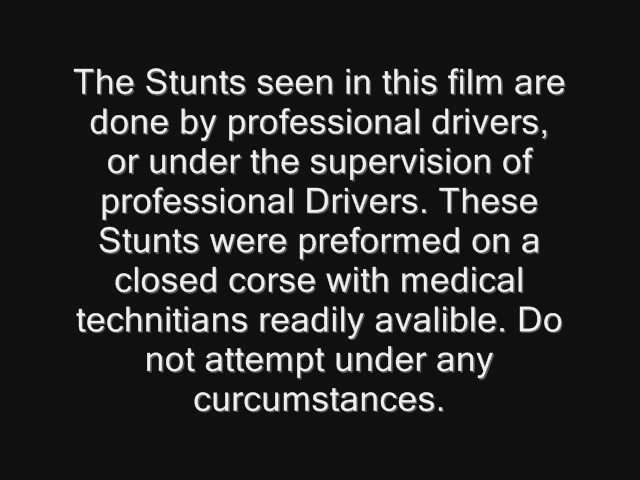 The Stunts seen in this film are
done by professional drivers,
or under the supervision of
professional Drivers. These
Stunts were preformed on a
closed corse with medical
technitians readily avalible. Do
not attempt under any
curcumstances.